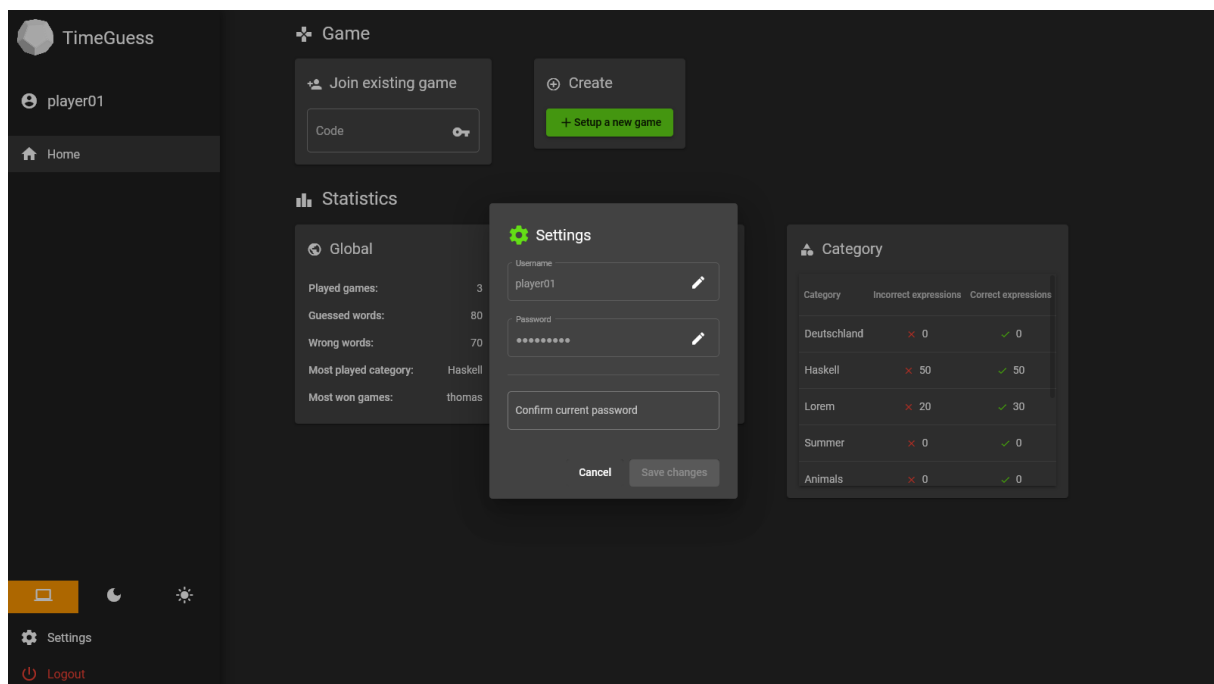 TimeGuess
player01
Home
Settings
Logout
Game
Join existing game
Code
Create
Setup a new game
Statistics
Global
Played games: 3
Guessed words: 80
Wrong words: 70
Most played category: Haskell
Most won games: thomas
Settings
Username
player01
Password
•••••••••
Confirm current password
Cancel Save changes
Category
Category Incorrect expressions Correct expressions
Deutschland 0 0
Haskell 50 50
Lorem 20 30
Summer 0 0
Animals 0 0